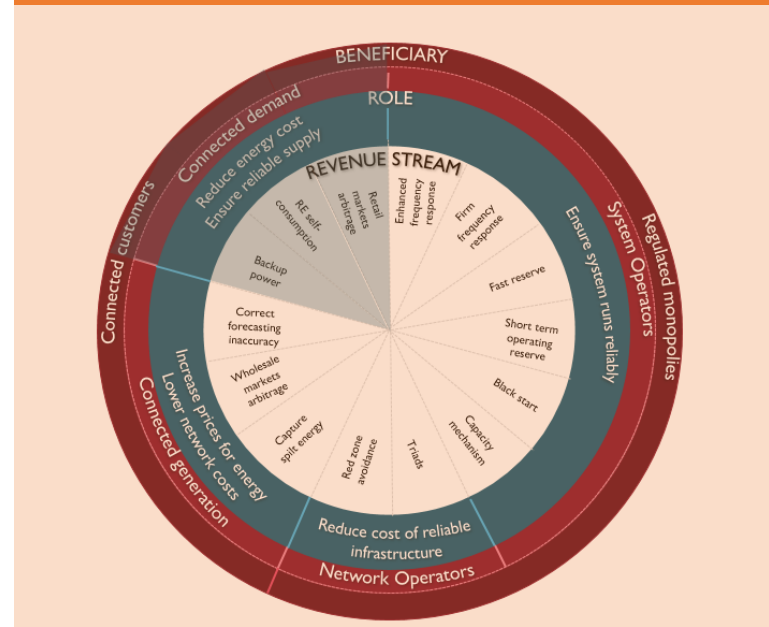 BENEFICIARY
ROLE
REVENUE STREAM
Connected customers
Regulated monopolies
Connected demand
System Operators
Network Operators
Connected generation
Reduce energy cost
Ensure reliable supply
Ensure system runs reliably
Reduce cost of reliable
infrastructure
Increase prices for energy
Lower network costs
Enhanced
frequency
response
Firm
frequency
response
Fast reserve
Short term
operating
reserve
Black start
Capacity
mechanism
Triads
Red zone
avoidance
Capture
spilt energy
Wholesale
markets
arbitrage
Correct
forecasting
inaccuracy
Backup
power
RE self-
consumption
Retail
markets
arbitrage